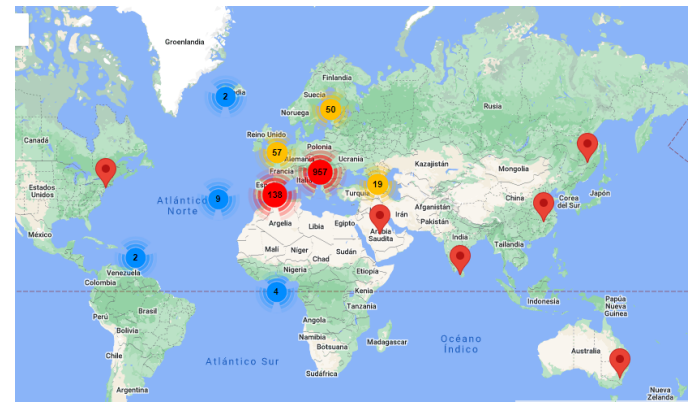 Groenlandia
Finlandia
Suecia
50
Noruega
Rusia
2
Reino Unido
57
Polonia
Alemania
Ucrania
Francia
967
Kazajistán
Mongolia
Canadá
Estados
Unidos
Atlántico
Norte
9
138
19
Turquía
China
Corea
del Sur
Japón
Afganistán
Irán
Pakistán
Argelia
Libia
Egipto
Arabia
Saudita
India
México
Malí
Níger
Chad
Sudán
Tailandia
2
Venezuela
Colombia
Nigeria
Etiopía
4
Kenia
Tanzania
Indonesia
Papúa
Nueva
Guinea
Perú
Brasil
Bolivia
Angola
Namibia
Botsuana
Madagascar
Océano
Índico
Australia
Chile
Atlántico Sur
Sudáfrica
Argentina
Nueva
Zelanda